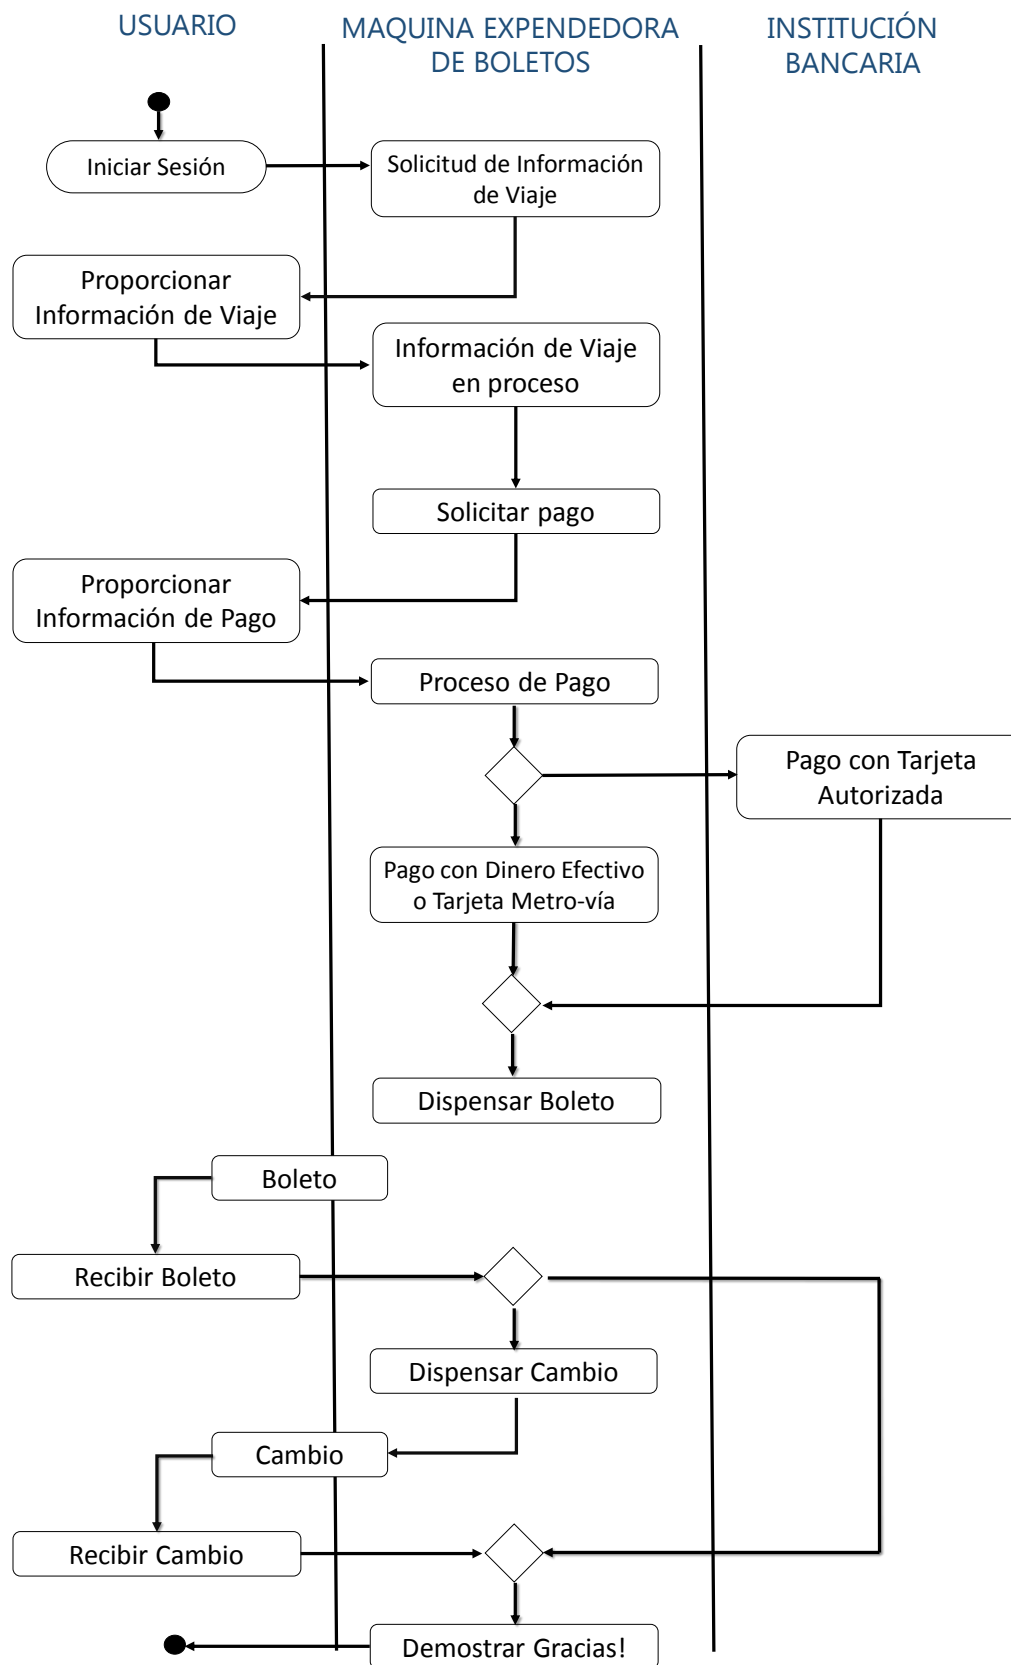 USUARIO
MAQUINA EXPENDEDORA
DE BOLETOS
INSTITUCIÓN
BANCARIA
Iniciar Sesión
Solicitud de Información
de Viaje
Proporcionar
Información de Viaje
Información de Viaje
en proceso
Solicitar pago
Proporcionar
Información de Pago
Proceso de Pago
Pago con Tarjeta
Autorizada
Pago con Dinero Efectivo
o Tarjeta Metro-vía
Dispensar Boleto
Boleto
Recibir Boleto
Dispensar Cambio
Cambio
Recibir Cambio
Demostrar Gracias!